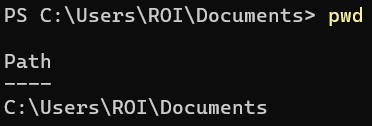 PS C:\Users\ROI\Documents> pwd
Path
----
C:\Users\ROI\Documents